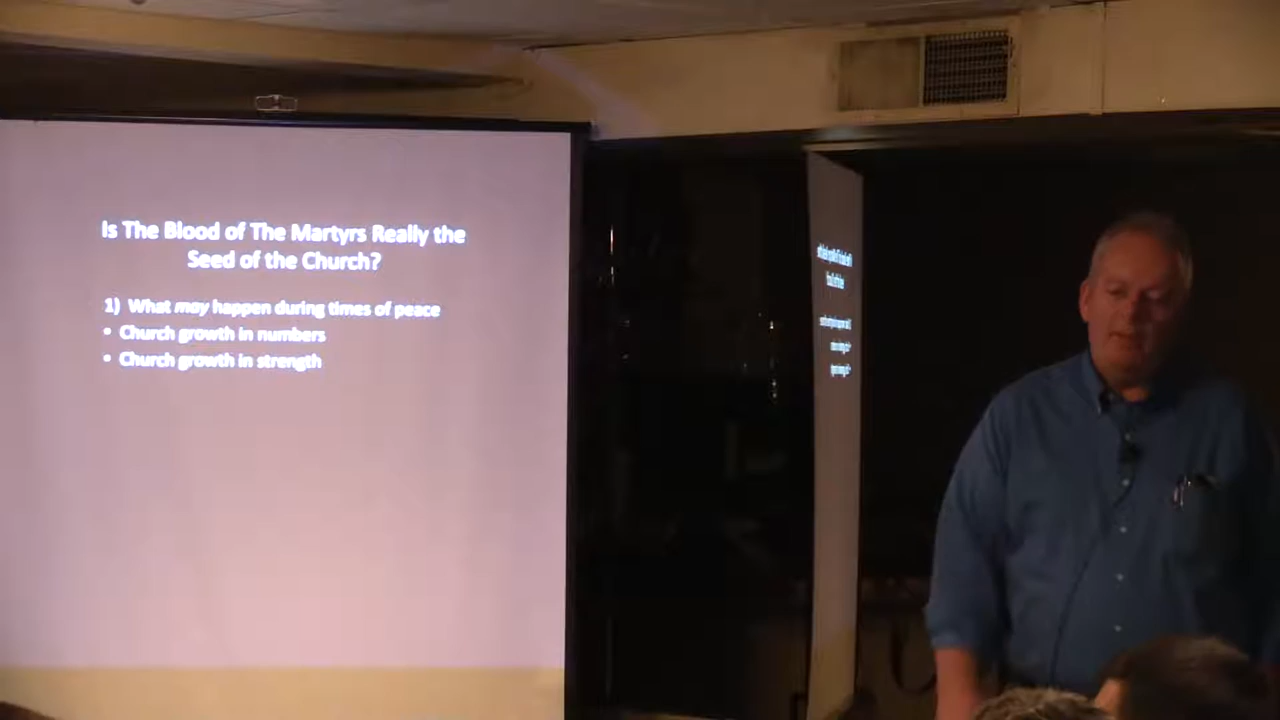 Is The Blood of The Martyrs Really the
Seed of the Church?
1) What may happen during times of peace
• Church growth in numbers
• Church growth in strength